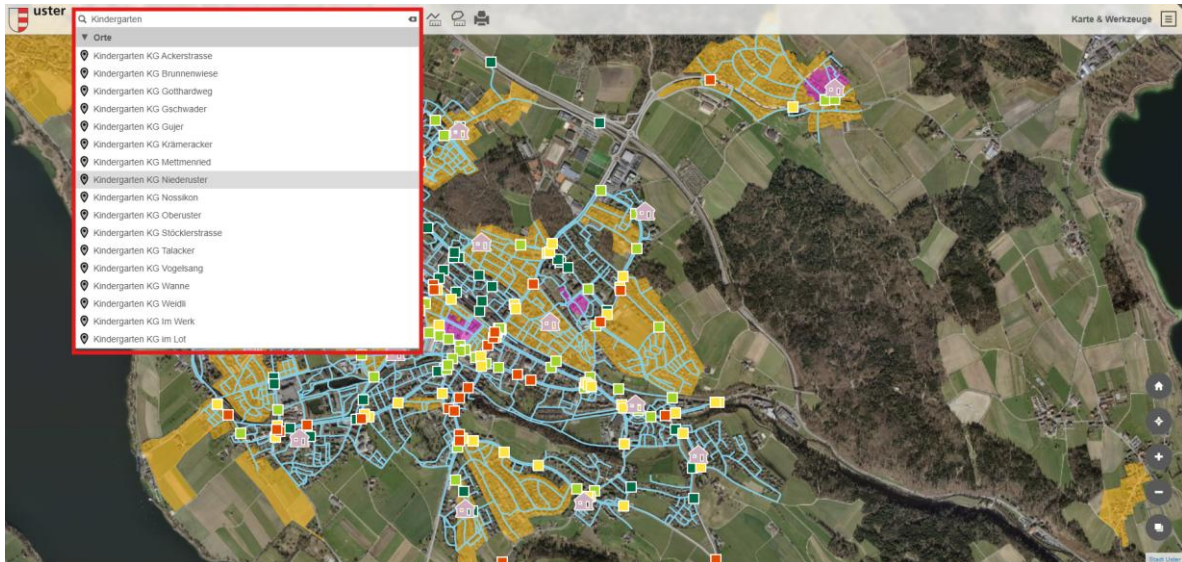 uster
Kindergarten
Karte & Werkzeuge
Orte
Kindergarten KG Ackerstrasse
Kindergarten KG Brunnenwiese
Kindergarten KG Gotthardweg
Kindergarten KG Gschwader
Kindergarten KG Gujer
Kindergarten KG Krämeracker
Kindergarten KG Mettmenried
Kindergarten KG Niederuster
Kindergarten KG Nossikon
Kindergarten KG Oberuster
Kindergarten KG Stöcklerstrasse
Kindergarten KG Talacker
Kindergarten KG Vogelsang
Kindergarten KG Wanne
Kindergarten KG Weidli
Kindergarten KG Im Werk
Kindergarten KG im Lot
Stadt Uster